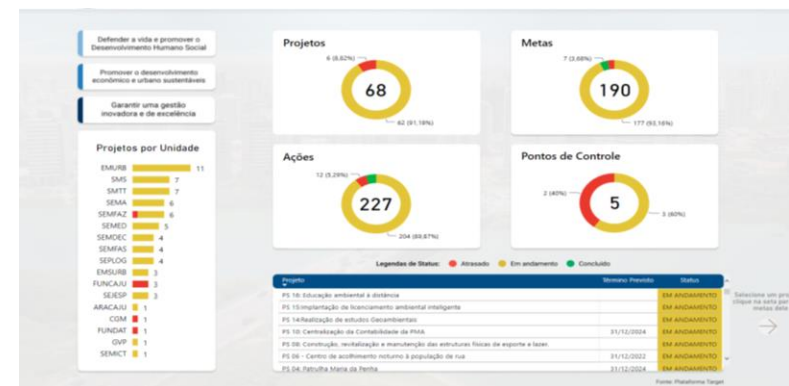 Defender a vida e promover o
Desenvolvimento Humano Social
Promover o desenvolvimento
econômico e urbano sustentáveis
Garantir uma gestão
inovadora e de excelência
Projetos por Unidade
EMURB 11
SMS 7
SMTT 7
SEMA 6
SEMFAZ 6
SEMED 5
SEMDEC 4
SEMFAS 4
SEPLOG 4
EMSURB 3
FUNCAJU 3
SEJESP 3
ARACAJU 1
CGM 1
FUNDAT 1
GVP 1
SEMICT 1
Projetos
6 (8,82%)
68
62 (91,18%)
Metas
7 (3,68%)
190
177 (93,16%)
Ações
12 (5,29%)
227
204 (89,87%)
Pontos de Controle
2 (40%)
5
3 (60%)
Legendas de Status: Atrasado Em andamento Concluído
Projeto Término Previsto Status
PS 16: Educação ambiental à distância EM ANDAMENTO
PS 15:Implantação de licenciamento ambiental inteligente EM ANDAMENTO
PS 14:Realização de estudos Geoambientais EM ANDAMENTO
PS 10: Centralização da Contabilidade da PMA 31/12/2024 EM ANDAMENTO
PS 08: Construção, revitalização e manutenção das estruturas físicas de esporte e lazer. EM ANDAMENTO
PS 06 - Centro de acolhimento noturno à população de rua 31/12/2022 EM ANDAMENTO
PS 04: Patrulha Maria da Penha 31/12/2024 EM ANDAMENTO
Selecione um pro
clique na seta par
metas dele
Fonte: Plataforma Target